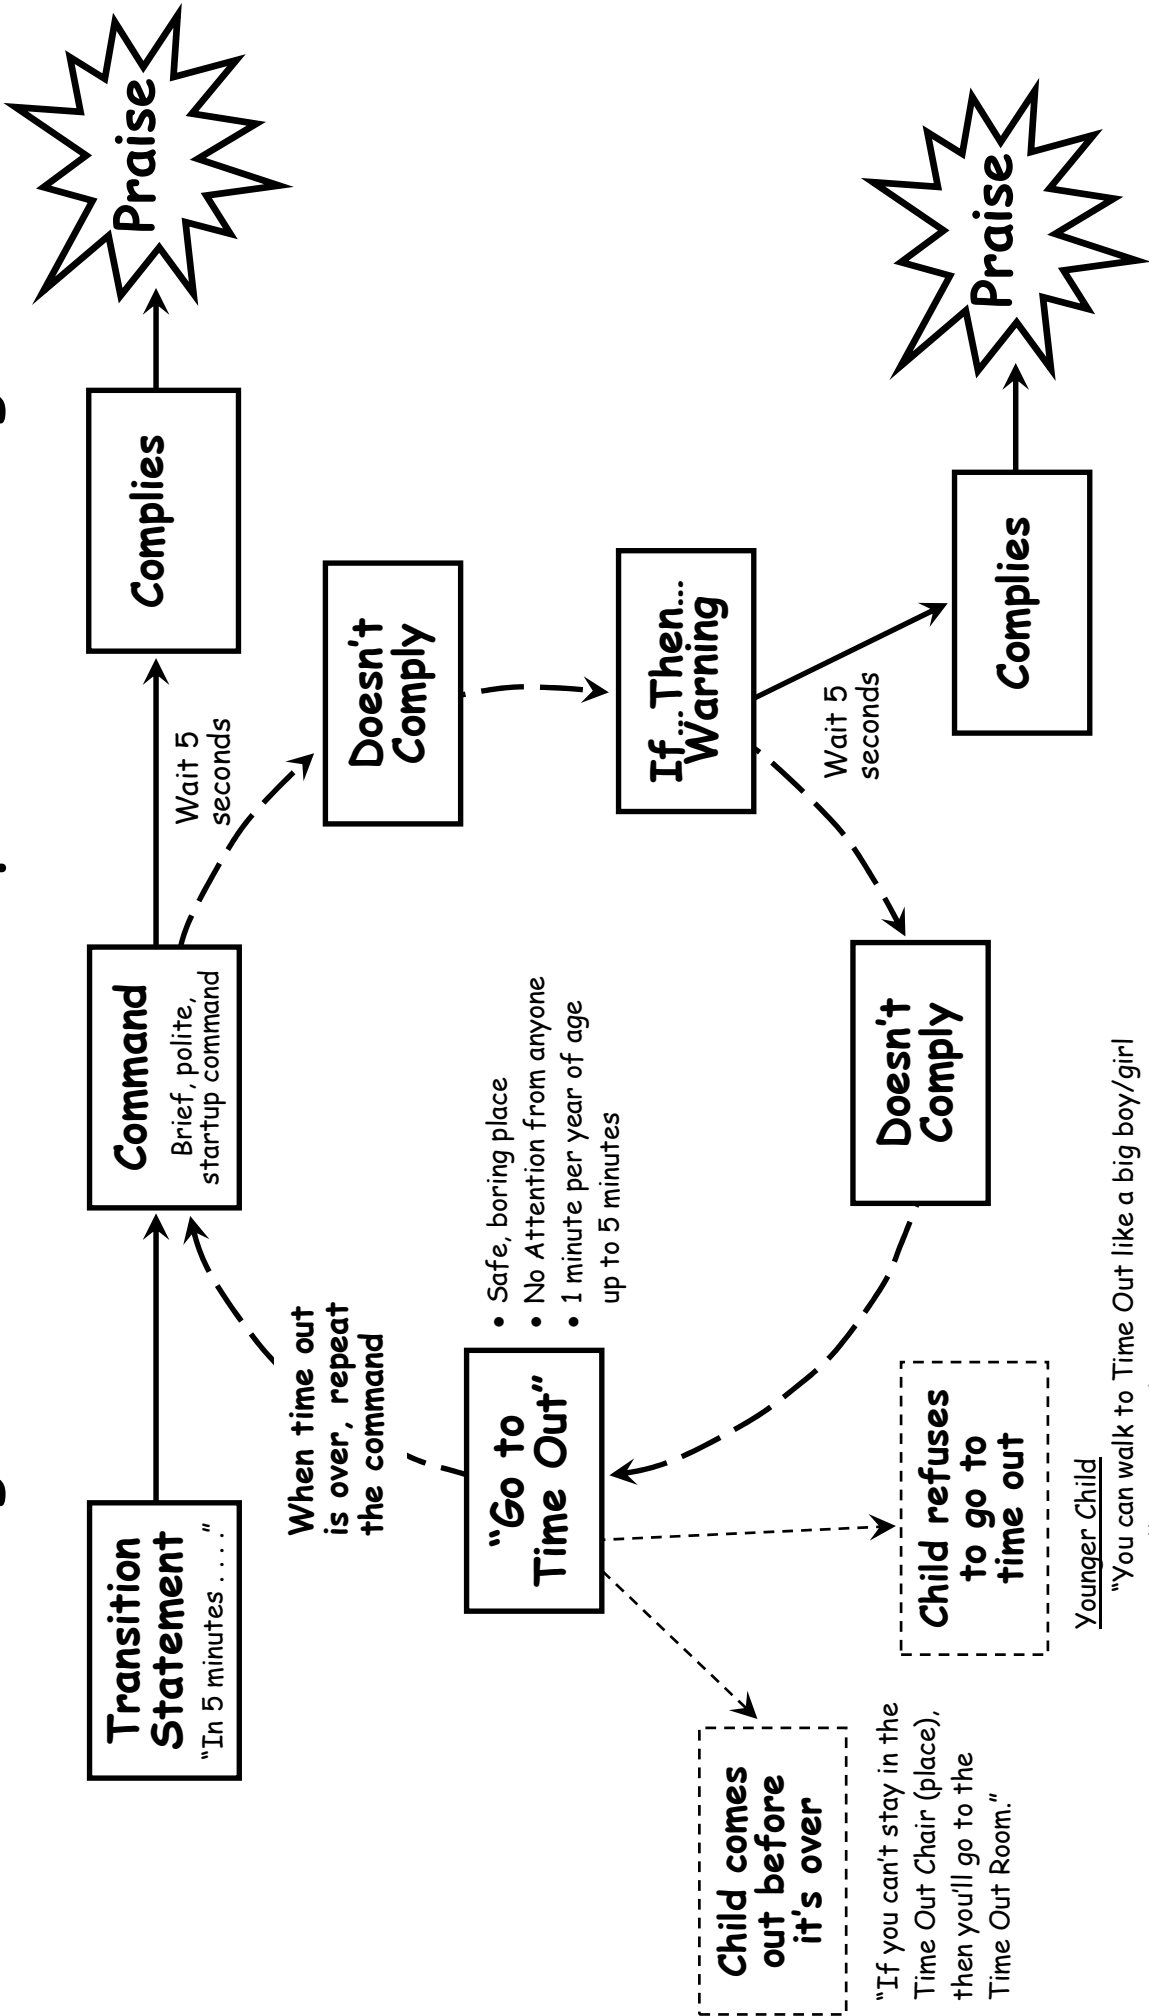 Transition
Statement
“In 5 minutes . . . .”
Command
Brief, polite,
startup command
Wait 5
seconds
Complies
Praise
Doesn't
Comply
If...Then...
Warning
Wait 5
seconds
Complies
Praise
Doesn't
Comply
“Go to
Time Out”
• Safe, boring place
• No Attention from anyone
• 1 minute per year of age
up to 5 minutes
When time out
is over, repeat
the command
Child comes
out before
it's over
“If you can't stay in the
Time Out Chair (place),
then you'll go to the
Time Out Room.”
Child refuses
to go to
time out
Younger Child
“You can walk to Time Out like a big boy/girl